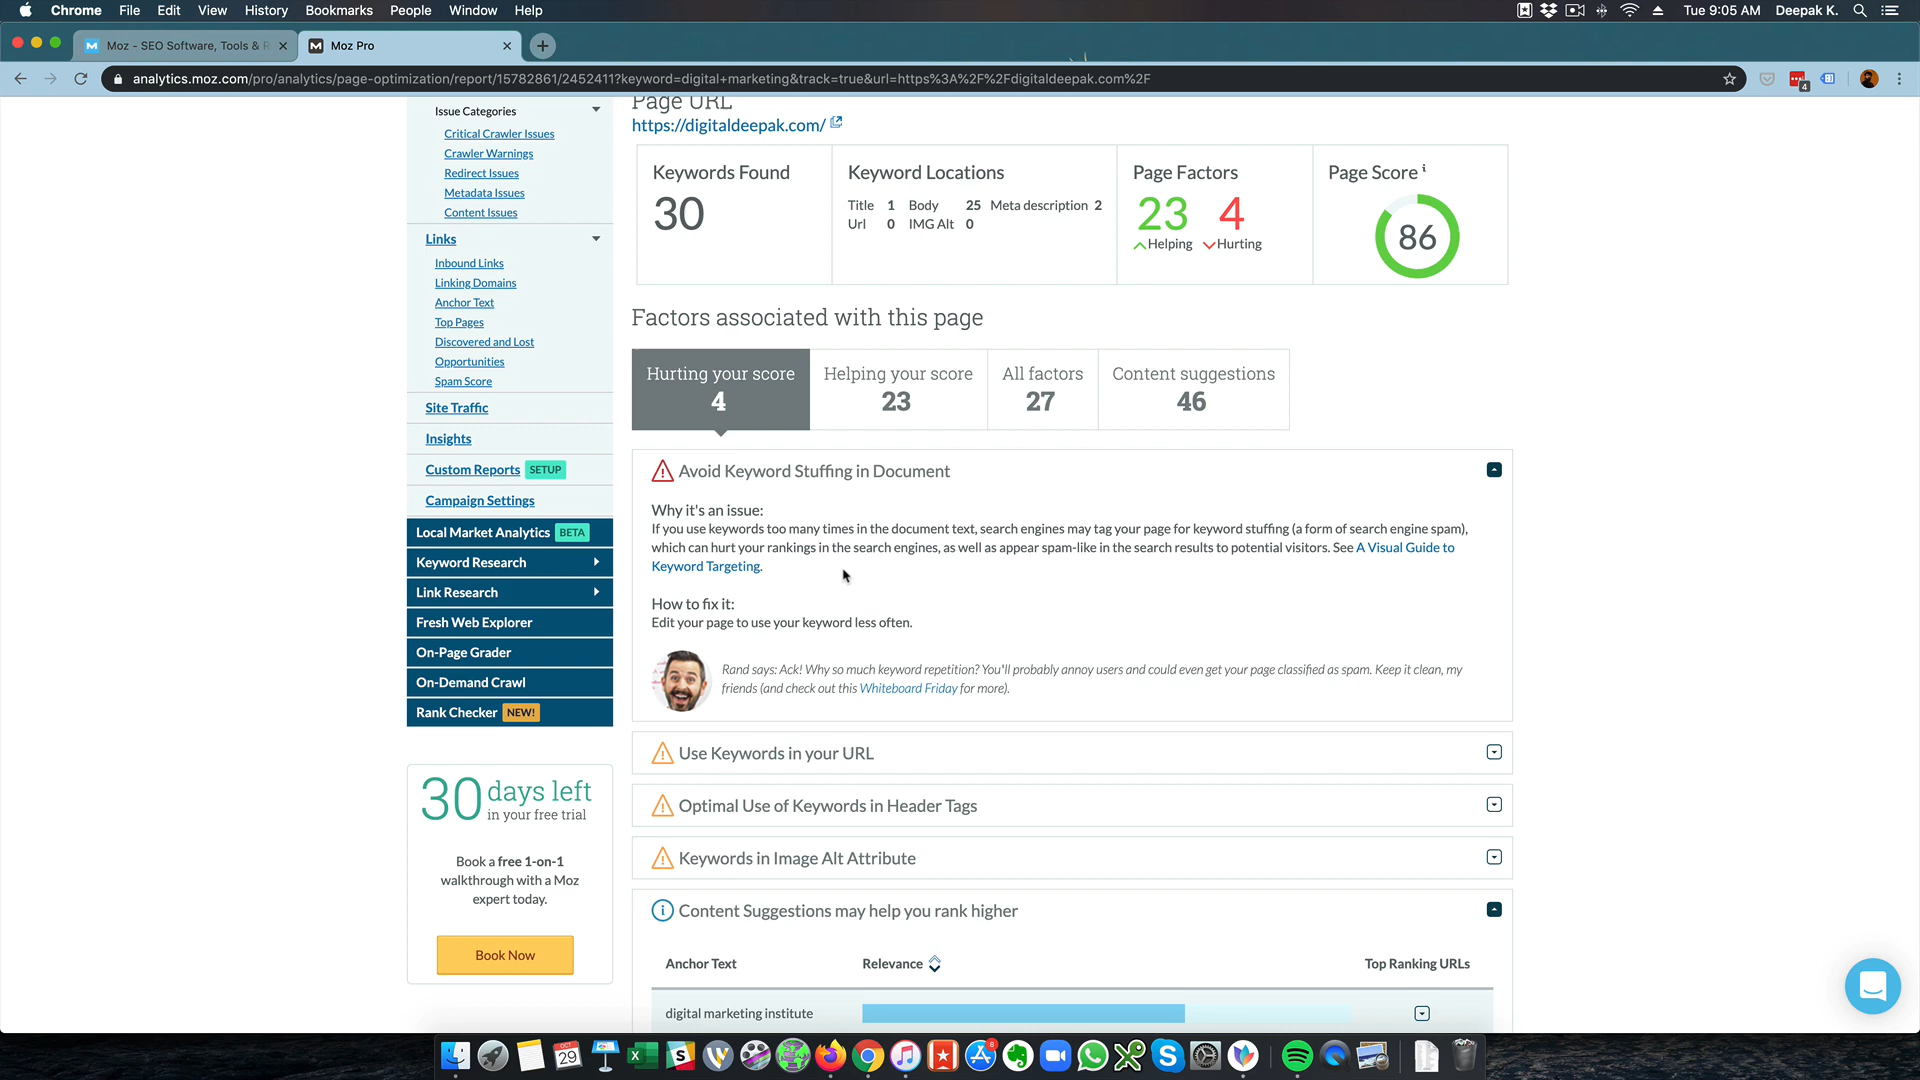 Chrome File Edit View History Bookmarks People Window Help Tue 9:05 AM Deepak K.
Moz - SEO Software, Tools & R
Moz Pro
analytics.moz.com/pro/analytics/page-optimization/report/15782861/2452411?keyword=digital+marketing&track=true&url=https%3A%2F%2Fdigitaldeepak.com%2F
4
Issue Categories
Critical Crawler Issues
Crawler Warnings
Redirect Issues
Metadata Issues
Content Issues
Links
Inbound Links
Linking Domains
Anchor Text
Top Pages
Discovered and Lost
Opportunities
Spam Score
Site Traffic
Insights
Custom Reports SETUP
Campaign Settings
Local Market Analytics BETA
Keyword Research
Link Research
Fresh Web Explorer
On-Page Grader
On-Demand Crawl
Rank Checker NEW!
30 days left
in your free trial
Book a free 1-on-1
walkthrough with a Moz
expert today.
Book Now
Page URL
https://digitaldeepak.com/
Keywords Found
30
Keyword Locations
Title 1 Body 25 Meta description 2
Url 0 IMG Alt 0
Page Factors
23 4
Helping Hurting
Page Score i
86
Factors associated with this page
Hurting your score
4
Helping your score
23
All factors
27
Content suggestions
46
Avoid Keyword Stuffing in Document
Why it's an issue:
If you use keywords too many times in the document text, search engines may tag your page for keyword stuffing (a form of search engine spam),
which can hurt your rankings in the search engines, as well as appear spam-like in the search results to potential visitors. See A Visual Guide to
Keyword Targeting.
How to fix it:
Edit your page to use your keyword less often.
Rand says: Ack! Why so much keyword repetition? You'll probably annoy users and could even get your page classified as spam. Keep it clean, my
friends (and check out this Whiteboard Friday for more).
Use Keywords in your URL
Optimal Use of Keywords in Header Tags
Keywords in Image Alt Attribute
Content Suggestions may help you rank higher
Anchor Text Relevance Top Ranking URLs
digital marketing institute
OCT
29
8